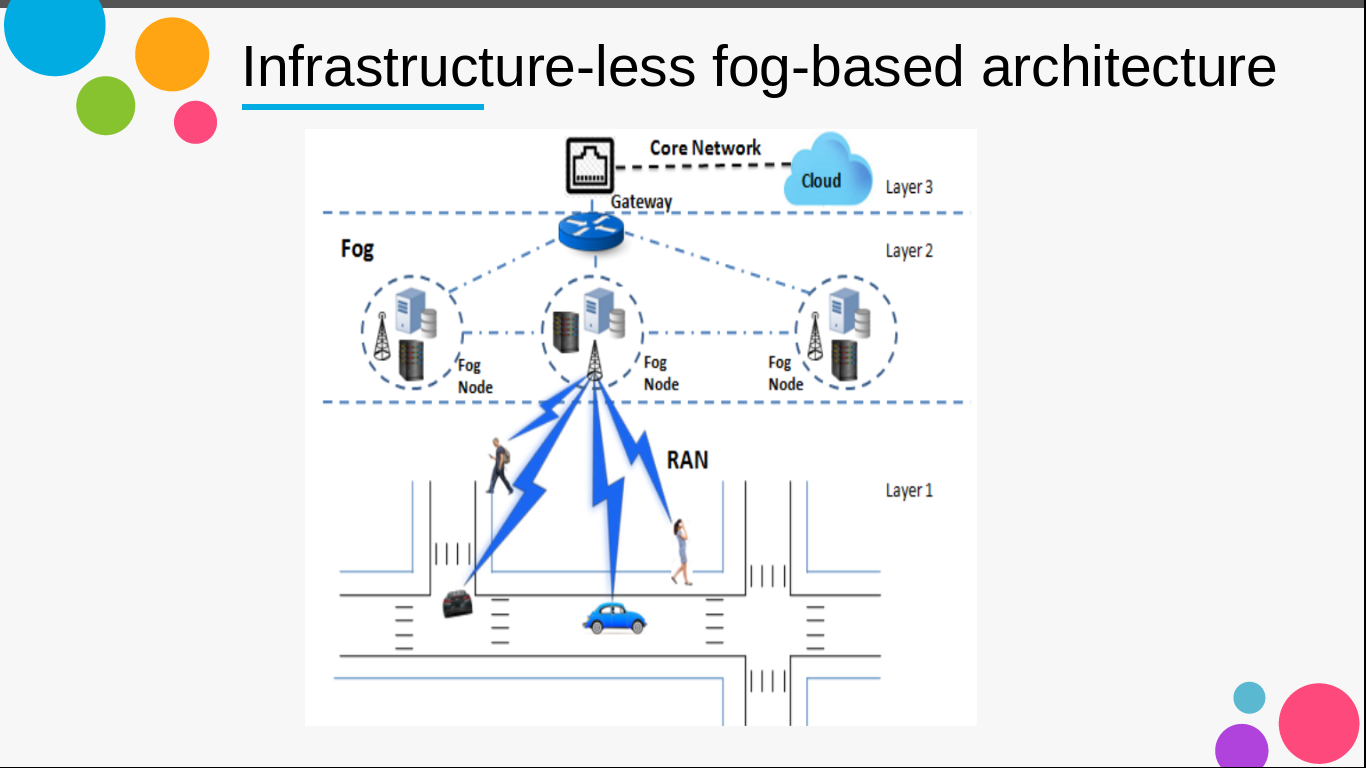 Infrastructure-less fog-based architecture
Core Network
Cloud
Layer 3
Gateway
Fog
Layer 2
Fog
Node
Fog
Node
Fog
Node
RAN
Layer 1